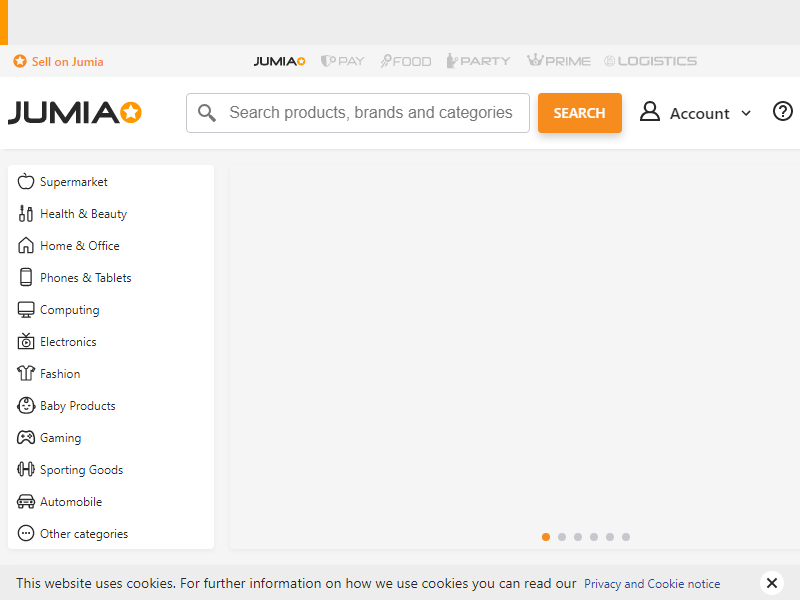 Sell on Jumia
JUMIA PAY FOOD PARTY PRIME LOGISTICS
JUMIA
Search products, brands and categories
SEARCH
Account
Supermarket
Health & Beauty
Home & Office
Phones & Tablets
Computing
Electronics
Fashion
Baby Products
Gaming
Sporting Goods
Automobile
Other categories
This website uses cookies. For further information on how we use cookies you can read our Privacy and Cookie notice